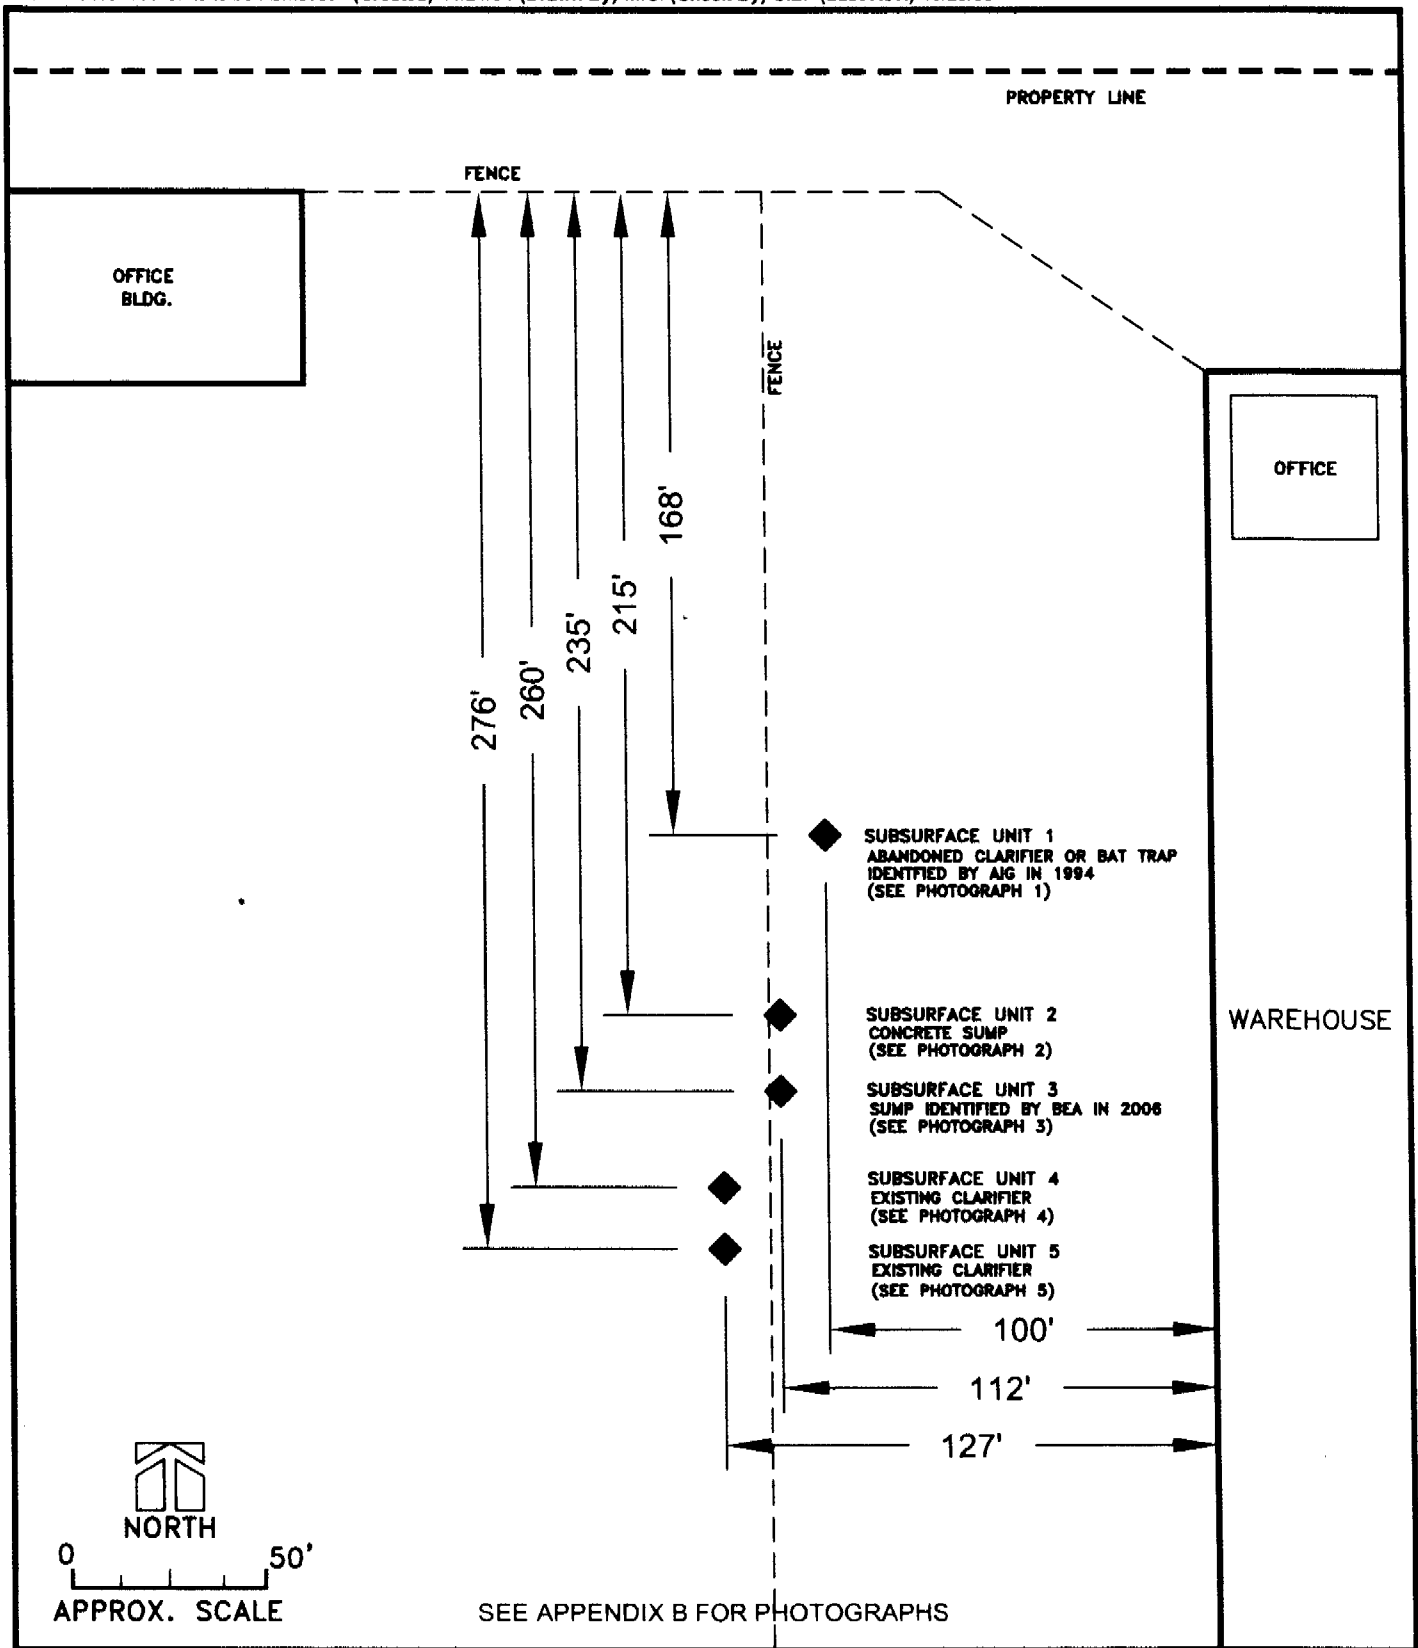 PROPERTY LINE
FENCE
OFFICE
BLDG.
FENCE
OFFICE
168'
215'
235'
260'
276'
SUBSURFACE UNIT 1
ABANDONED CLARIFIER OR BAT TRAP
IDENTFIED BY AIG IN 1994
(SEE PHOTOGRAPH 1)
SUBSURFACE UNIT 2
CONCRETE SUMP
(SEE PHOTOGRAPH 2)
WAREHOUSE
SUBSURFACE UNIT 3
SUMP IDENTIFIED BY BEA IN 2006
(SEE PHOTOGRAPH 3)
SUBSURFACE UNIT 4
EXISTING CLARIFIER
(SEE PHOTOGRAPH 4)
SUBSURFACE UNIT 5
EXISTING CLARIFIER
(SEE PHOTOGRAPH 5)
100'
112'
127'
NORTH
0 50'
APPROX. SCALE
SEE APPENDIX B FOR PHOTOGRAPHS